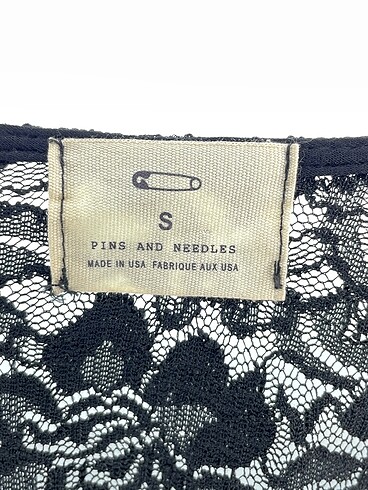 S
PINS AND NEEDLES
MADE IN USA FABRIQUE AUX USA